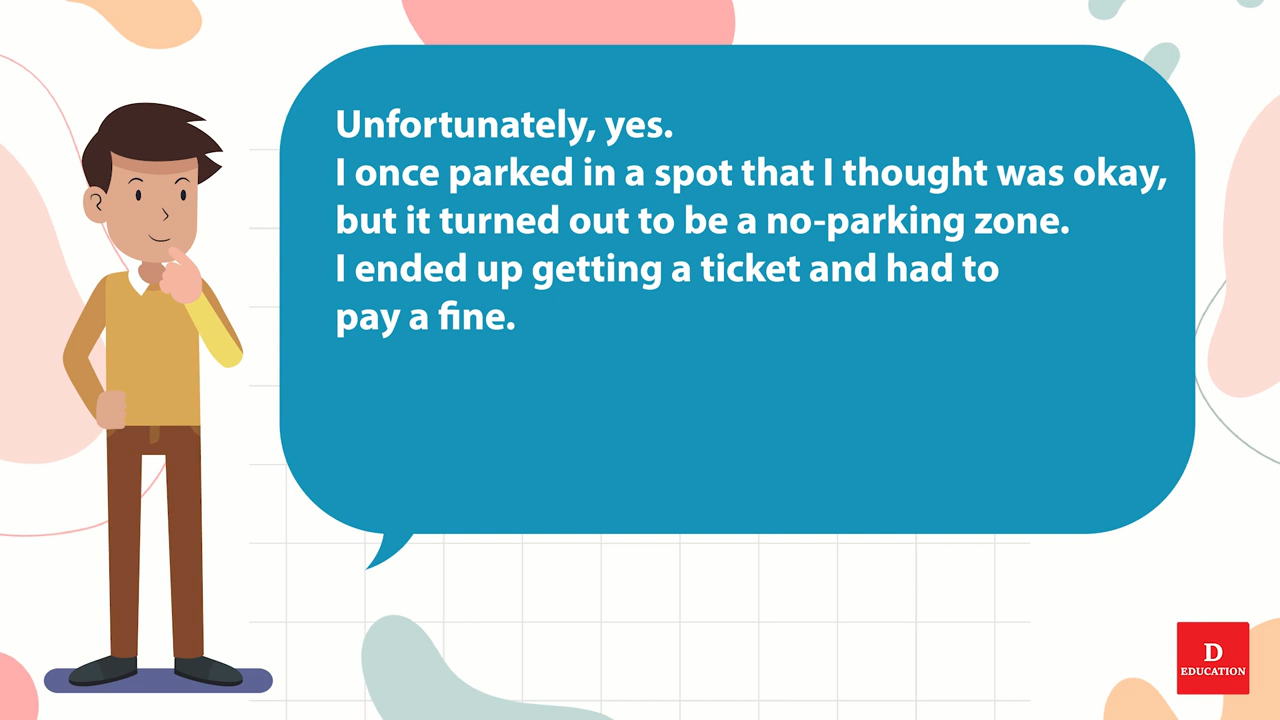 Unfortunately, yes.
I once parked in a spot that I thought was okay,
but it turned out to be a no-parking zone.
I ended up getting a ticket and had to
pay a fine.
D
EDUCATION